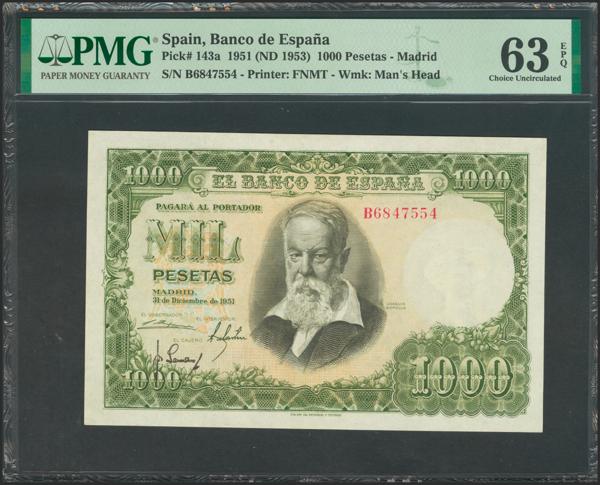 PMG
PAPER MONEY GUARANTY
Spain, Banco de España
Pick# 143a 1951 (ND 1953) 1000 Pesetas - Madrid
S/N B6847554 - Printer: FNMT - Wmk: Man's Head
63 EPQ
Choice Uncirculated
1000 EL BANCO DE ESPAÑA 1000
PAGARÁ AL PORTADOR
B6847554
MIL
PESETAS
MADRID,
31 de Diciembre de 1951
EL GOBERNADOR EL INTERVENTOR
JOAQUIN
SOROLLA
EL CAJERO
1000 1000